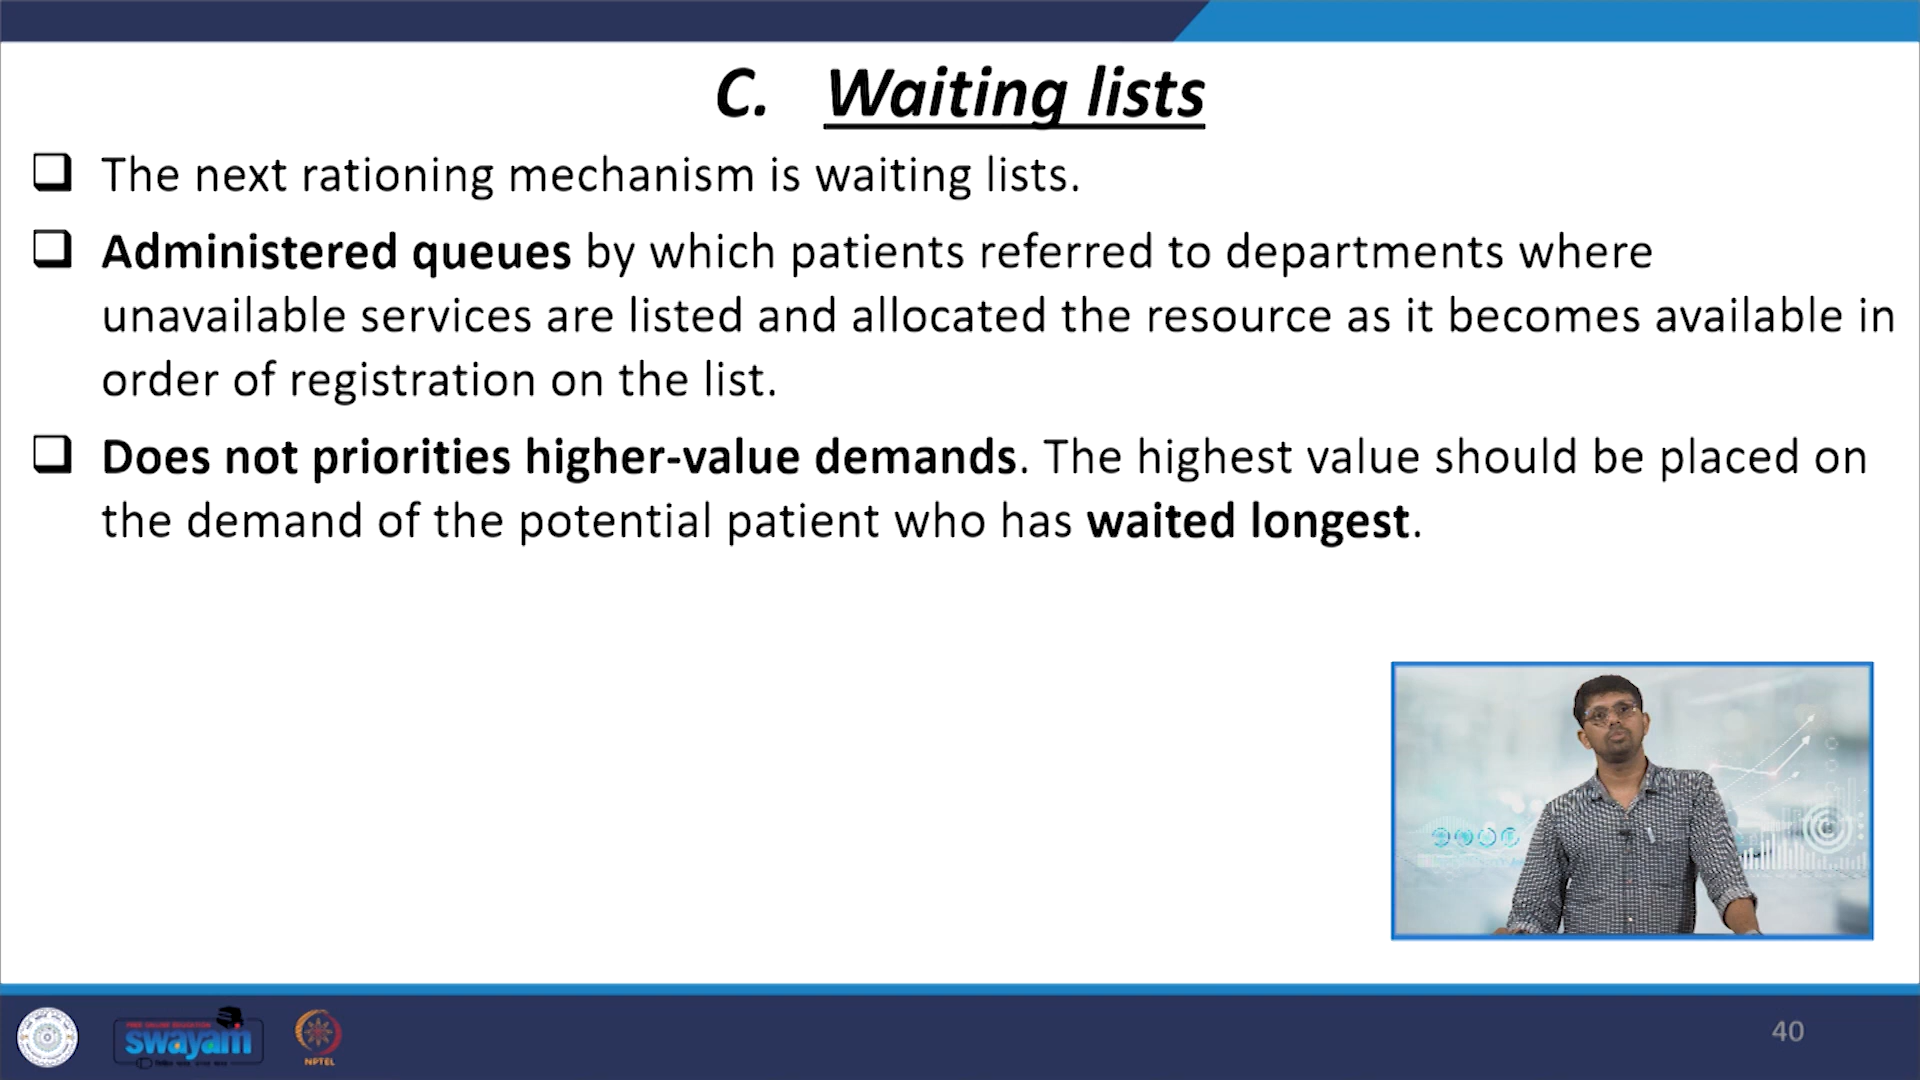 C. Waiting lists
The next rationing mechanism is waiting lists.
Administered queues by which patients referred to departments where
unavailable services are listed and allocated the resource as it becomes available in
order of registration on the list.
Does not priorities higher-value demands. The highest value should be placed on
the demand of the potential patient who has waited longest.
FREE ONLINE EDUCATION
swayam
NPTEL
40